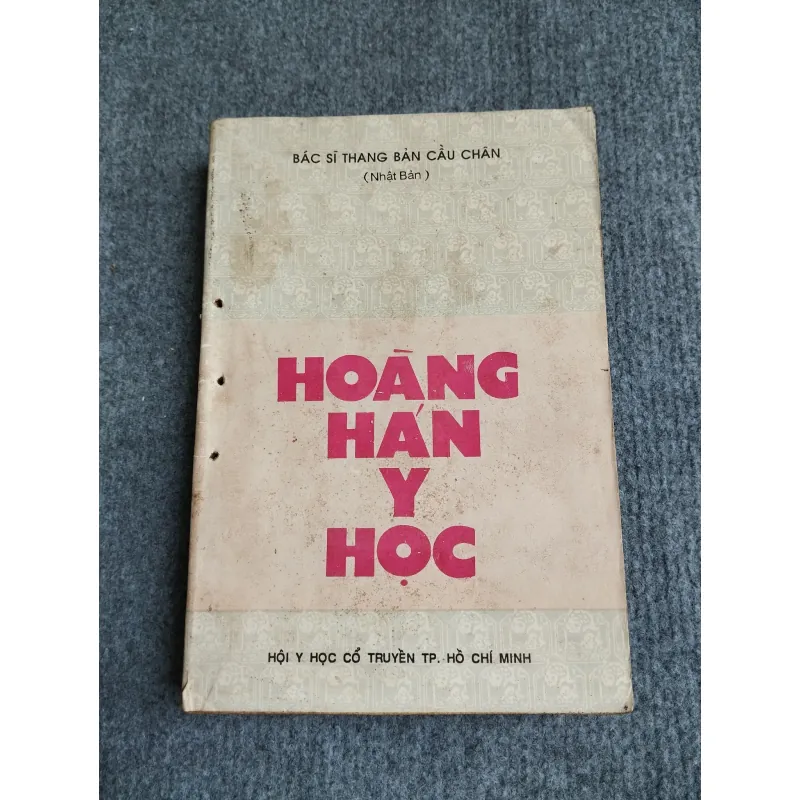 BÁC SĨ THANG BẢN CẦU CHÂN
(Nhật Bản)
HOÀNG
HÁN
Y
HỌC
HỘI Y HỌC CỔ TRUYỀN TP. HỒ CHÍ MINH